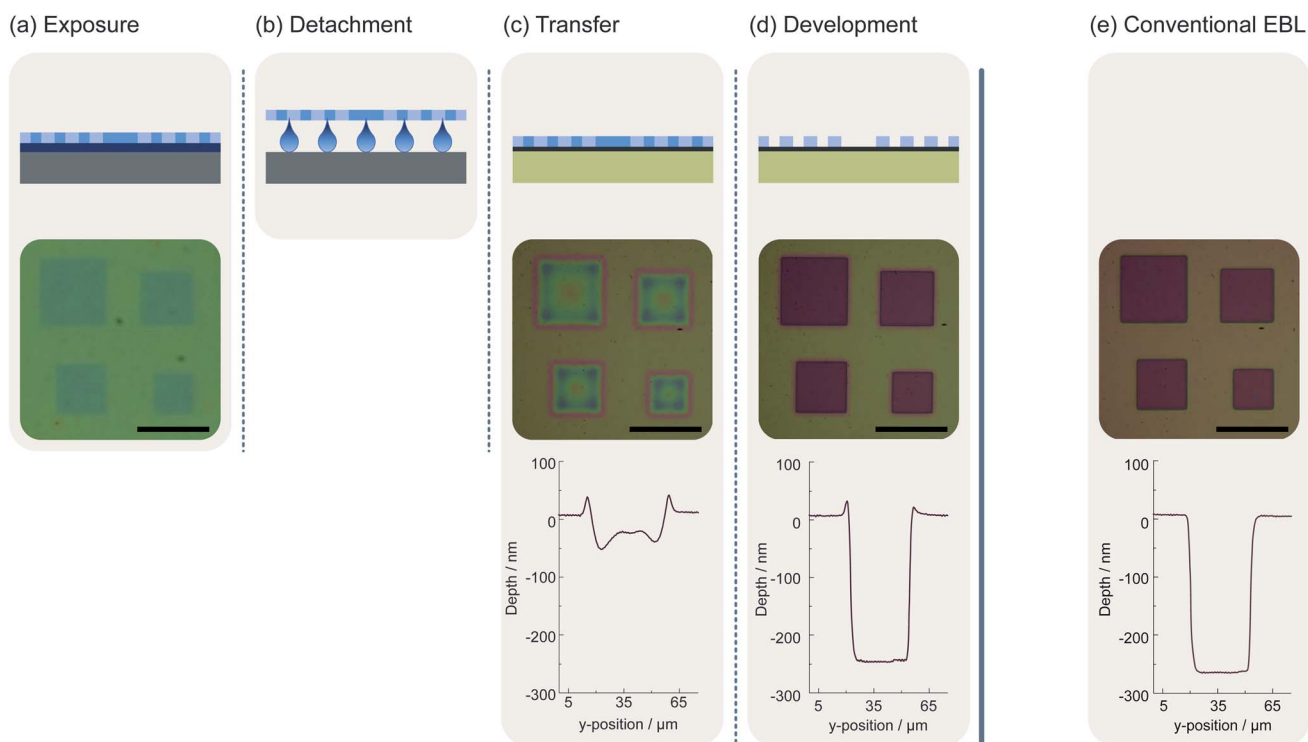 (a) Exposure
(b) Detachment
(c) Transfer
(d) Development
(e) Conventional EBL
100
0
-100
-200
-300
Depth / nm
5 35 65
y-position / μm
100
0
-100
-200
-300
Depth / nm
5 35 65
y-position / μm
100
0
-100
-200
-300
Depth / nm
5 35 65
y-position / μm